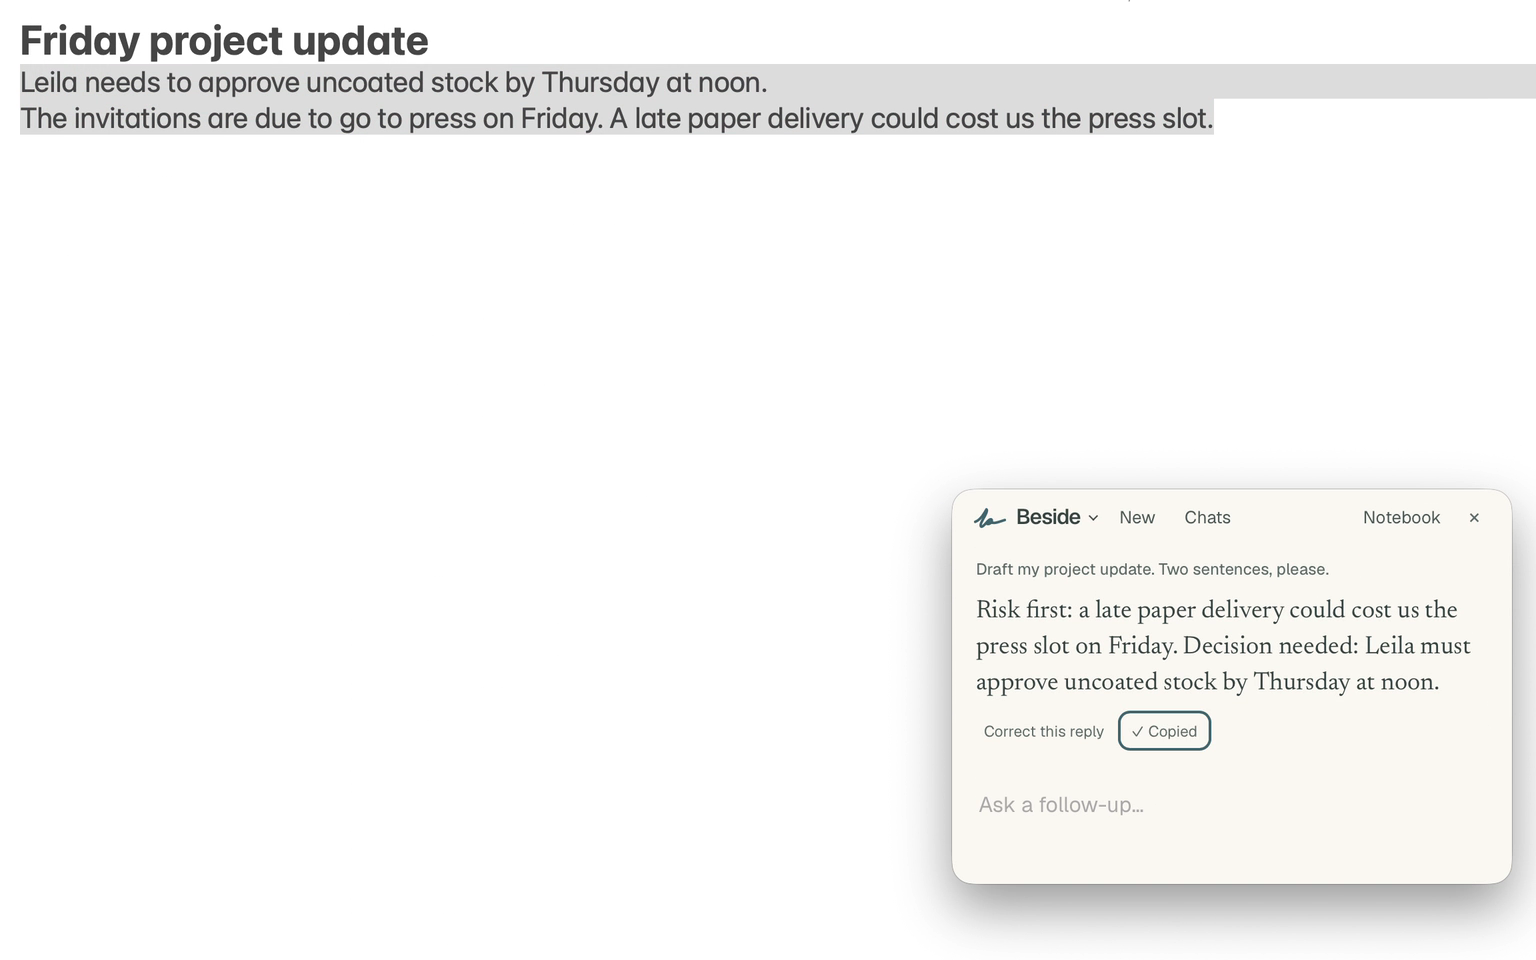 Friday project update
Leila needs to approve uncoated stock by Thursday at noon.
The invitations are due to go to press on Friday. A late paper delivery could cost us the press slot.
Beside New Chats Notebook ×
Draft my project update. Two sentences, please.
Risk first: a late paper delivery could cost us the
press slot on Friday. Decision needed: Leila must
approve uncoated stock by Thursday at noon.
Correct this reply ✓ Copied
Ask a follow-up…